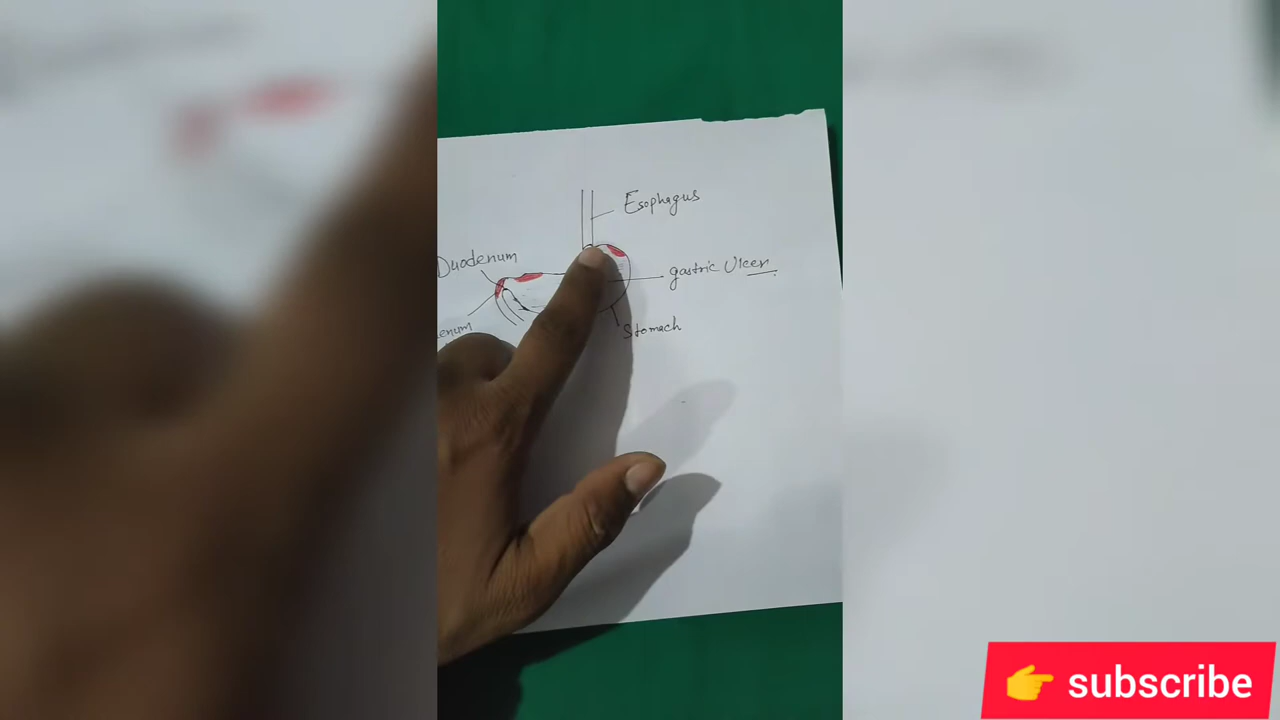 Esophagus
Duodenum
gastric Ulcer
Stomach
subscribe